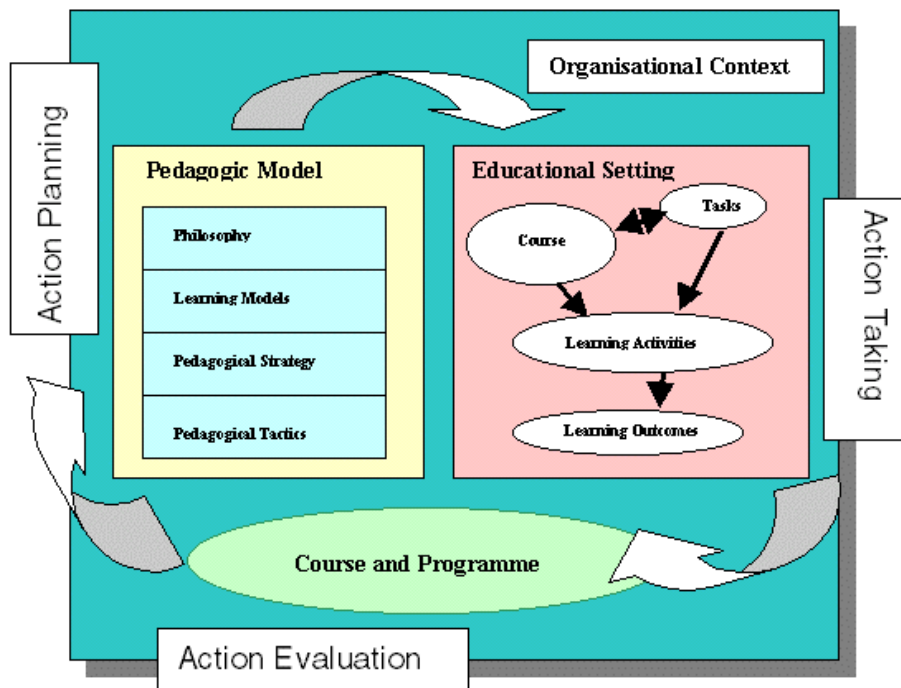 Organisational Context
Action Planning
Pedagogic Model
Philosophy
Learning Models
Pedagogical Strategy
Pedagogical Tactics
Educational Setting
Tasks
Course
Learning Activities
Learning Outcomes
Action Taking
Course and Programme
Action Evaluation